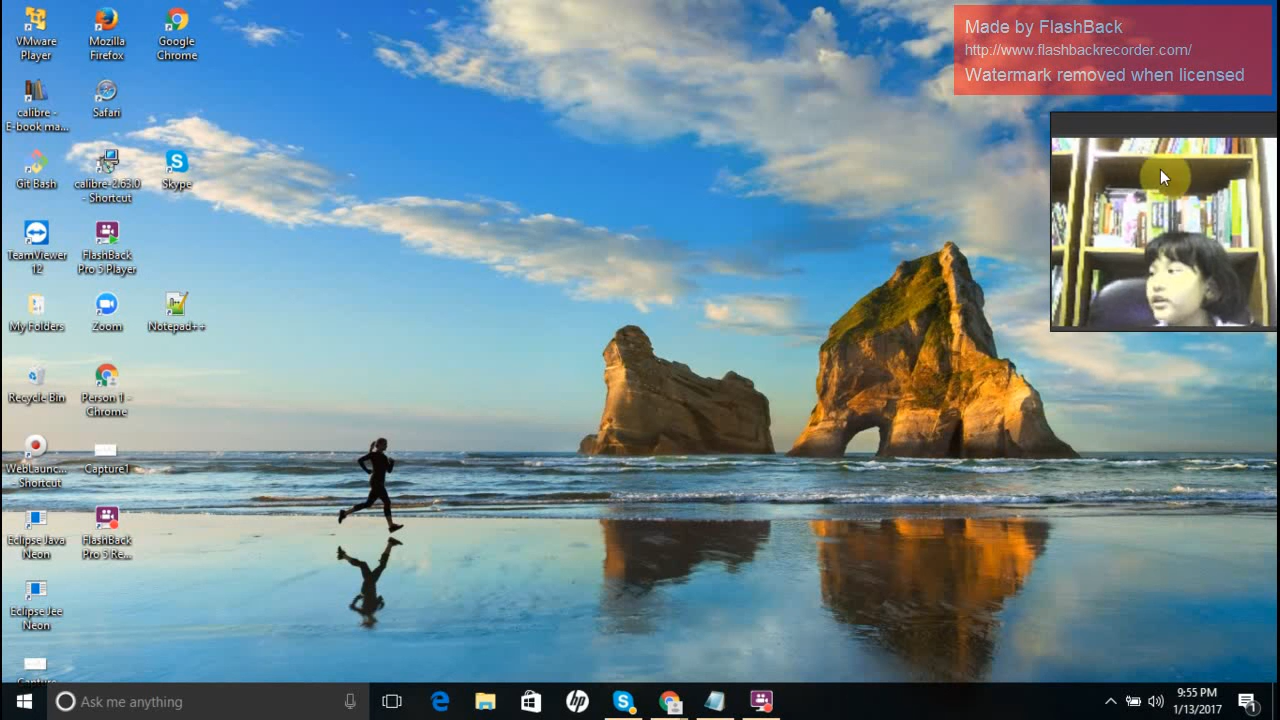 VMware
Player
Mozilla
Firefox
Google
Chrome
calibre -
E-book ma...
Safari
Git Bash
calibre-2.63.0
- Shortcut
Skype
TeamViewer
12
FlashBack
Pro 5 Player
My Folders
Zoom
Notepad++
Recycle Bin
Person 1 -
Chrome
WebLaunc...
- Shortcut
Capture1
Eclipse Java
Neon
FlashBack
Pro 5 Re...
Eclipse Jee
Neon
Capture
Made by FlashBack
http://www.flashbackrecorder.com/
Watermark removed when licensed
Ask me anything
hp
9:55 PM
1/13/2017
1